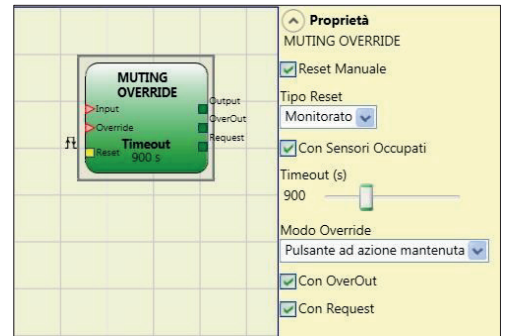 MUTING
OVERRIDE
Input
Override
Reset
Timeout
900 s
Output
OverOut
Request
Proprietà
MUTING OVERRIDE
Reset Manuale
Tipo Reset
Monitorato
Con Sensori Occupati
Timeout (s)
900
Modo Override
Pulsante ad azione mantenuta
Con OverOut
Con Request